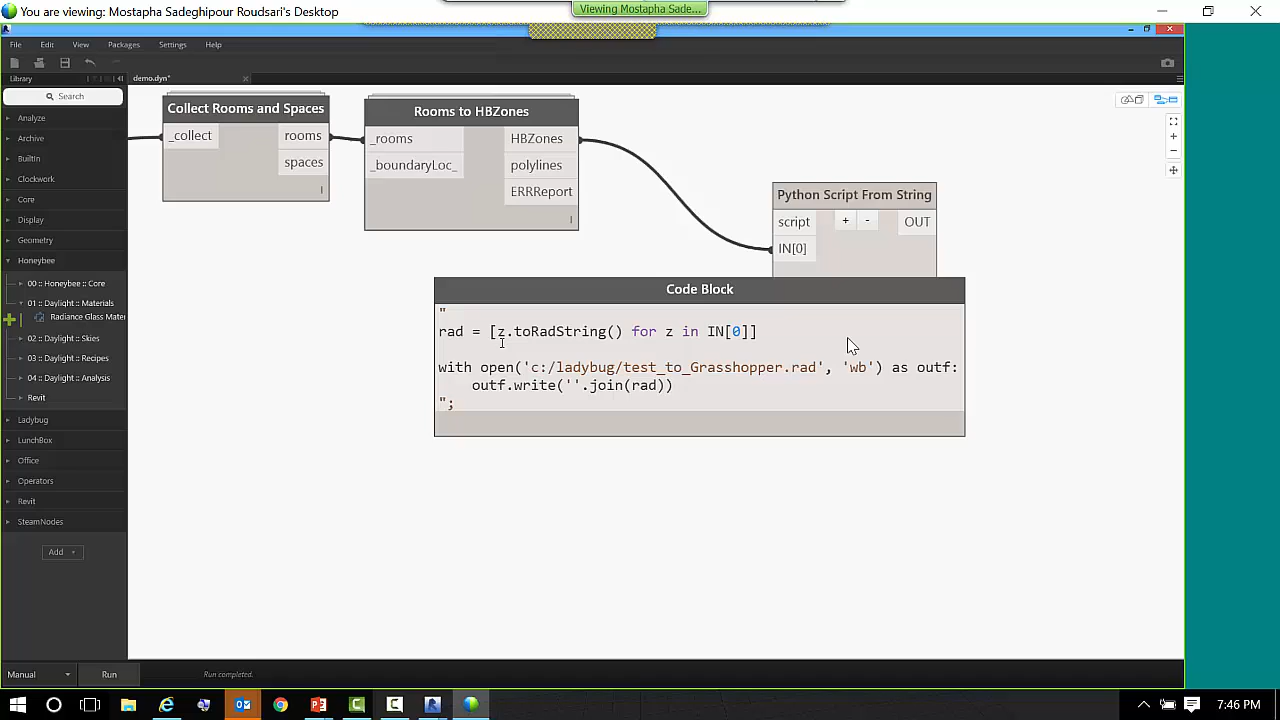 You are viewing: Mostapha Sadeghipour Roudsari's Desktop
Viewing Mostapha Sade...
File Edit View Packages Settings Help
Library
demo.dyn*
Search
Analyze
Archive
BuiltIn
Clockwork
Core
Display
Geometry
Honeybee
00 :: Honeybee :: Core
01 :: Daylight :: Materials
Radiance Glass Mater
02 :: Daylight :: Skies
03 :: Daylight :: Recipes
04 :: Daylight :: Analysis
Revit
Ladybug
LunchBox
Office
Operators
Revit
SteamNodes
Add
Collect Rooms and Spaces
_collect
rooms
spaces
l
Rooms to HBZones
_rooms
_boundaryLoc_
HBZones
polylines
ERRReport
l
Python Script From String
script + - OUT
IN[0]
Code Block
"
rad = [z.toRadString() for z in IN[0]]
with open('c:/ladybug/test_to_Grasshopper.rad', 'wb') as outf:
outf.write(''.join(rad))
";
Manual
Run
Run completed.
7:46 PM